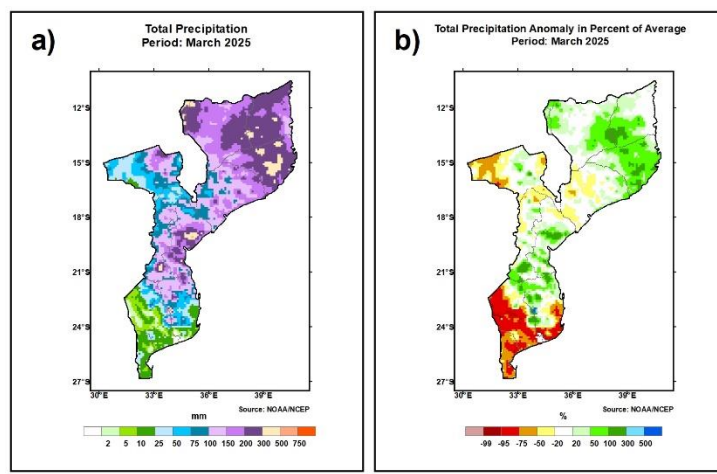 a)
Total Precipitation
Period: March 2025
12°S
15°S
18°S
21°S
24°S
27°S
30°E 33°E 36°E 39°E
mm
Source: NOAA/NCEP
2 5 10 25 50 75 100 150 200 300 500 750
b)
Total Precipitation Anomaly in Percent of Average
Period: March 2025
12°S
15°S
18°S
21°S
24°S
27°S
30°E 33°E 36°E 39°E
%
Source: NOAA/NCEP
-99 -95 -75 -50 -20 20 50 100 300 500